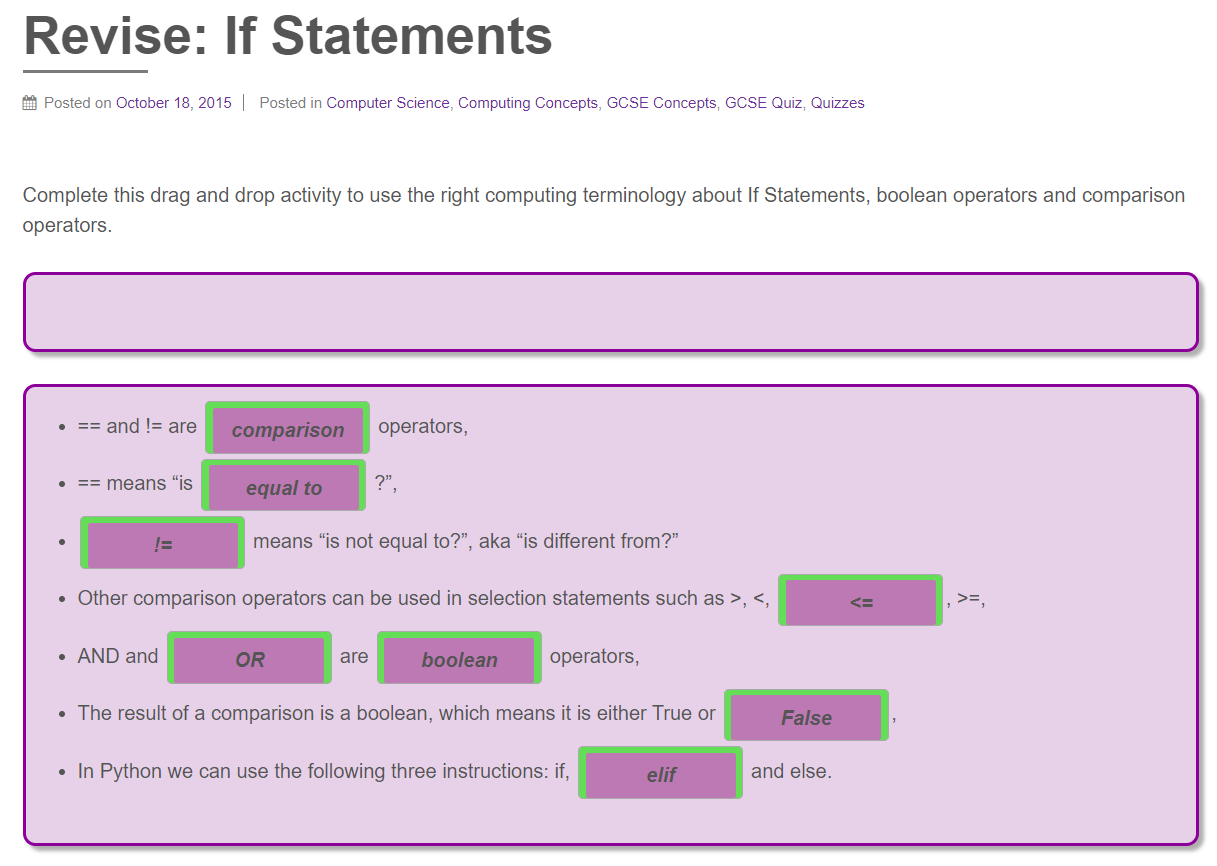 Revise: If Statements
Posted on October 18, 2015 | Posted in Computer Science, Computing Concepts, GCSE Concepts, GCSE Quiz, Quizzes
Complete this drag and drop activity to use the right computing terminology about If Statements, boolean operators and comparison
operators.
• == and != are comparison operators,
• == means “is equal to ?”,
• != means “is not equal to?”, aka “is different from?”
• Other comparison operators can be used in selection statements such as >, <, <= , >=,
• AND and OR are boolean operators,
• The result of a comparison is a boolean, which means it is either True or False ,
• In Python we can use the following three instructions: if, elif and else.